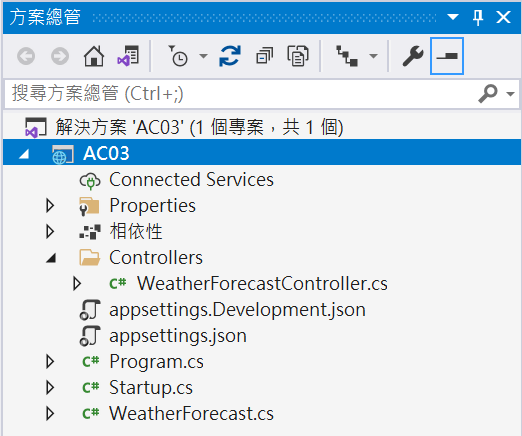 方案總管
搜尋方案總管 (Ctrl+;)
解決方案 'AC03' (1 個專案，共 1 個)
AC03
Connected Services
Properties
相依性
Controllers
C# WeatherForecastController.cs
appsettings.Development.json
appsettings.json
C# Program.cs
C# Startup.cs
C# WeatherForecast.cs